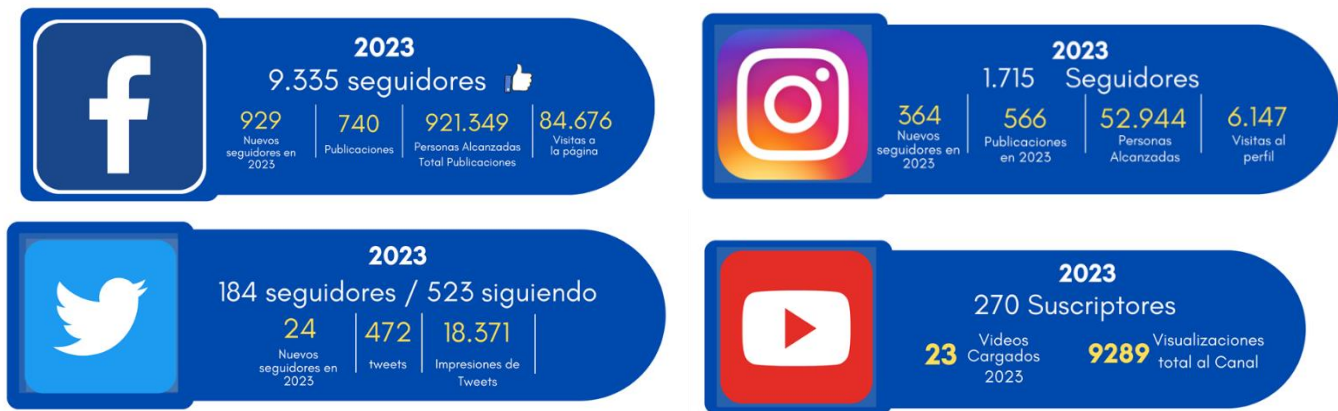 2023
9.335 seguidores
929
Nuevos
seguidores en
2023
740
Publicaciones
921.349
Personas Alcanzadas
Total Publicaciones
84.676
Visitas a
la página
2023
1.715 Seguidores
364
Nuevos
seguidores en
2023
566
Publicaciones
en 2023
52.944
Personas
Alcanzadas
6.147
Visitas al
perfil
2023
184 seguidores / 523 siguiendo
24
Nuevos
seguidores en
2023
472
tweets
18.371
Impresiones de
Tweets
2023
270 Suscriptores
23
Videos
Cargados
2023
9289
Visualizaciones
total al Canal